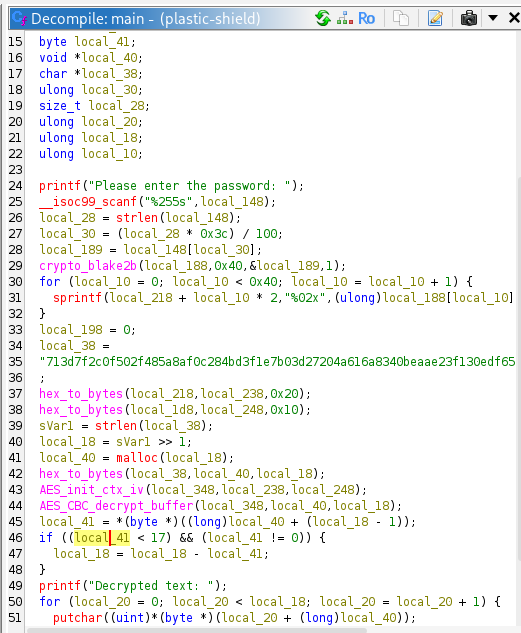 Decompile: main - (plastic-shield)
Ro
15 byte local_41;
16 void *local_40;
17 char *local_38;
18 ulong local_30;
19 size_t local_28;
20 ulong local_20;
21 ulong local_18;
22 ulong local_10;
23
24 printf("Please enter the password: ");
25 __isoc99_scanf("%255s",local_148);
26 local_28 = strlen(local_148);
27 local_30 = (local_28 * 0x3c) / 100;
28 local_189 = local_148[local_30];
29 crypto_blake2b(local_188,0x40,&local_189,1);
30 for (local_10 = 0; local_10 < 0x40; local_10 = local_10 + 1) {
31 sprintf(local_218 + local_10 * 2,"%02x",(ulong)local_188[local_10]
32 }
33 local_198 = 0;
34 local_38 =
35 "713d7f2c0f502f485a8af0c284bd3f1e7b03d27204a616a8340beaae23f130edf65
36 ;
37 hex_to_bytes(local_218,local_238,0x20);
38 hex_to_bytes(local_1d8,local_248,0x10);
39 sVar1 = strlen(local_38);
40 local_18 = sVar1 >> 1;
41 local_40 = malloc(local_18);
42 hex_to_bytes(local_38,local_40,local_18);
43 AES_init_ctx_iv(local_348,local_238,local_248);
44 AES_CBC_decrypt_buffer(local_348,local_40,local_18);
45 local_41 = *(byte *)((long)local_40 + (local_18 - 1));
46 if ((local_41 < 17) && (local_41 != 0)) {
47 local_18 = local_18 - local_41;
48 }
49 printf("Decrypted text: ");
50 for (local_20 = 0; local_20 < local_18; local_20 = local_20 + 1) {
51 putchar((uint)*(byte *)(local_20 + (long)local_40));